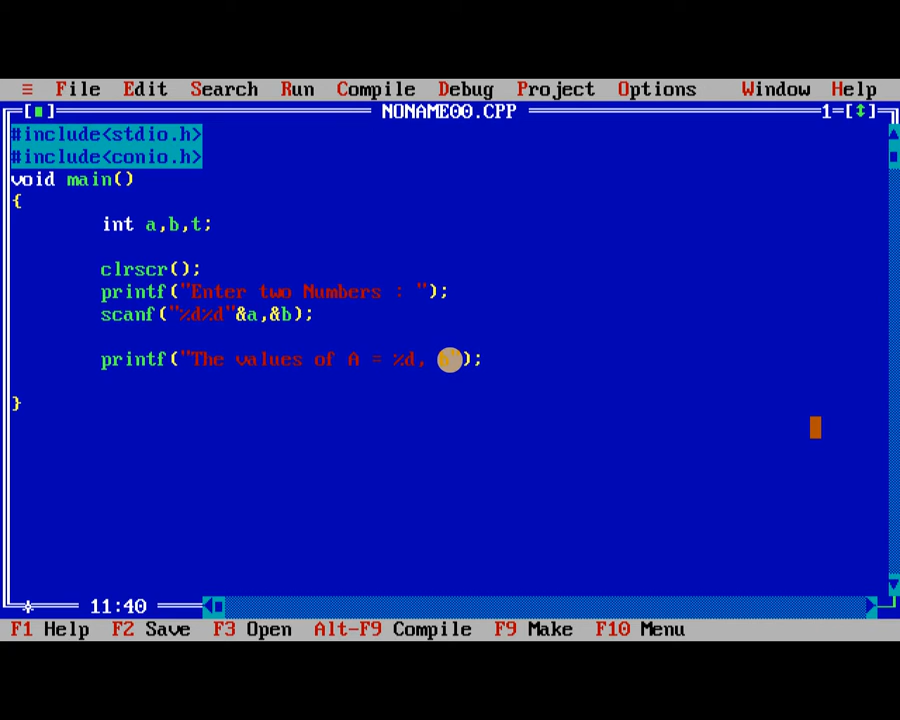 ≡ File Edit Search Run Compile Debug Project Options Window Help
[■] NONAME00.CPP 1=[↕]
#include<stdio.h>
#include<conio.h>
void main()
{
int a,b,t;
clrscr();
printf("Enter two Numbers : ");
scanf("%d%d"&a,&b);
printf("The values of A = %d, ");
}
11:40
F1 Help F2 Save F3 Open Alt-F9 Compile F9 Make F10 Menu